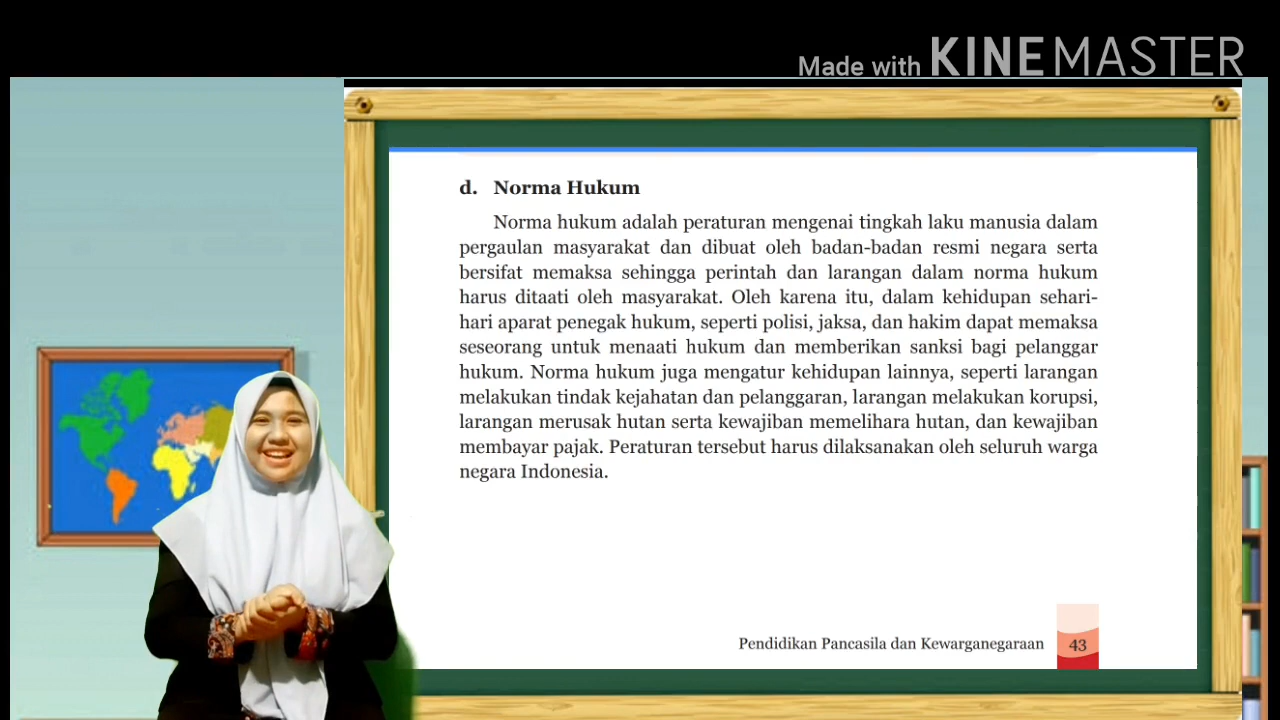 Made with KINEMASTER
d. Norma Hukum
Norma hukum adalah peraturan mengenai tingkah laku manusia dalam
pergaulan masyarakat dan dibuat oleh badan-badan resmi negara serta
bersifat memaksa sehingga perintah dan larangan dalam norma hukum
harus ditaati oleh masyarakat. Oleh karena itu, dalam kehidupan sehari-
hari aparat penegak hukum, seperti polisi, jaksa, dan hakim dapat memaksa
seseorang untuk menaati hukum dan memberikan sanksi bagi pelanggar
hukum. Norma hukum juga mengatur kehidupan lainnya, seperti larangan
melakukan tindak kejahatan dan pelanggaran, larangan melakukan korupsi,
larangan merusak hutan serta kewajiban memelihara hutan, dan kewajiban
membayar pajak. Peraturan tersebut harus dilaksanakan oleh seluruh warga
negara Indonesia.
Pendidikan Pancasila dan Kewarganegaraan 43